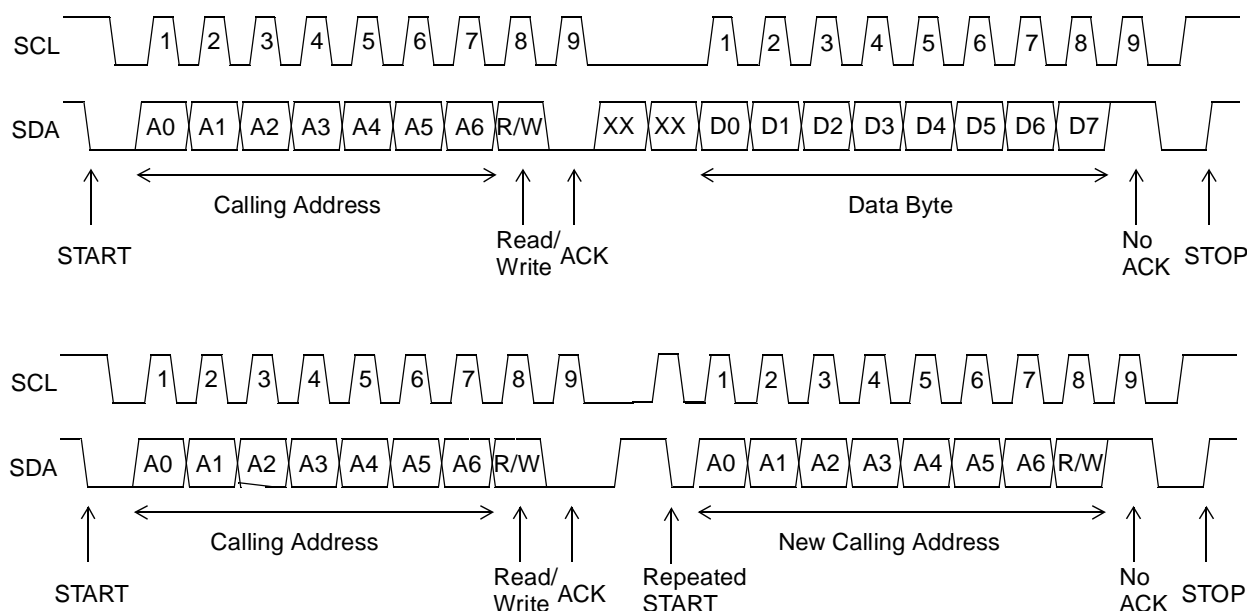 SCL 1 2 3 4 5 6 7 8 9 1 2 3 4 5 6 7 8 9
SDA A0 A1 A2 A3 A4 A5 A6 R/W XX XX D0 D1 D2 D3 D4 D5 D6 D7
Calling Address
Data Byte
START
Read/
Write
ACK
No
ACK
STOP
SCL 1 2 3 4 5 6 7 8 9 1 2 3 4 5 6 7 8 9
SDA A0 A1 A2 A3 A4 A5 A6 R/W A0 A1 A2 A3 A4 A5 A6 R/W
Calling Address
New Calling Address
START
Read/
Write
ACK
Repeated
START
No
ACK
STOP